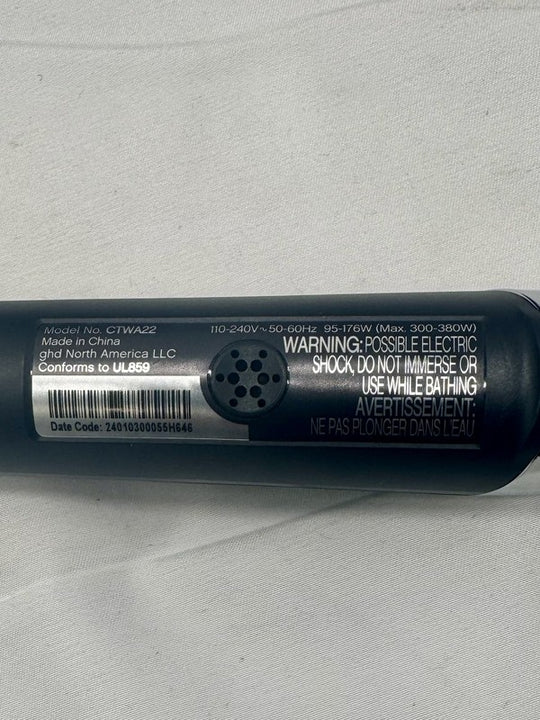 Model No. CTWA22
Made in China
ghd North America LLC
Conforms to UL859
Date Code: 24010300055H646
110-240V~50-60Hz 95-176W (Max. 300-380W)
WARNING: POSSIBLE ELECTRIC
SHOCK, DO NOT IMMERSE OR
USE WHILE BATHING
AVERTISSEMENT:
NE PAS PLONGER DANS L'EAU